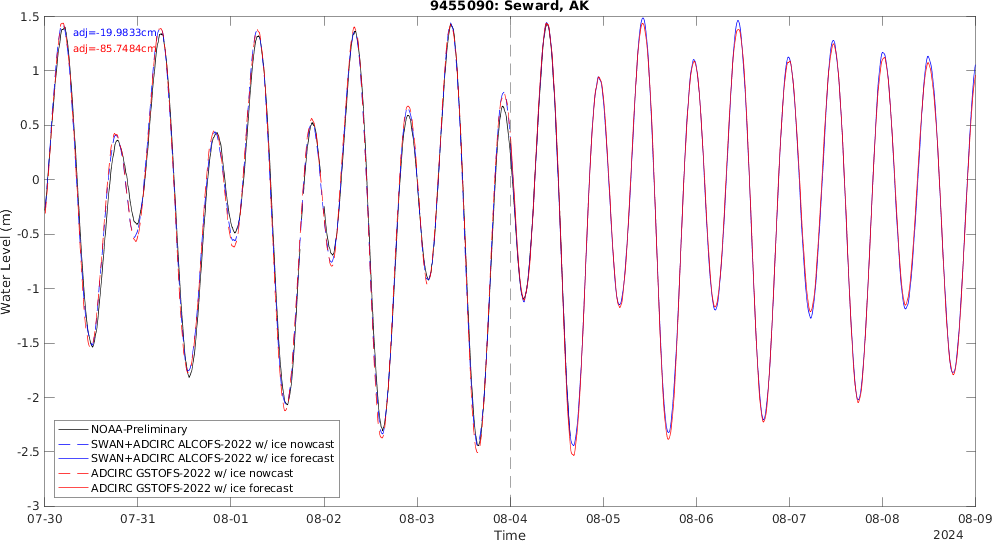 9455090: Seward, AK
adj=-19.9833cm
adj=-85.7484cm
1.5
1
0.5
0
-0.5
-1
-1.5
-2
-2.5
-3
Water Level (m)
NOAA-Preliminary
SWAN+ADCIRC ALCOFS-2022 w/ ice nowcast
SWAN+ADCIRC ALCOFS-2022 w/ ice forecast
ADCIRC GSTOFS-2022 w/ ice nowcast
ADCIRC GSTOFS-2022 w/ ice forecast
07-30 07-31 08-01 08-02 08-03 08-04 08-05 08-06 08-07 08-08 08-09
Time
2024